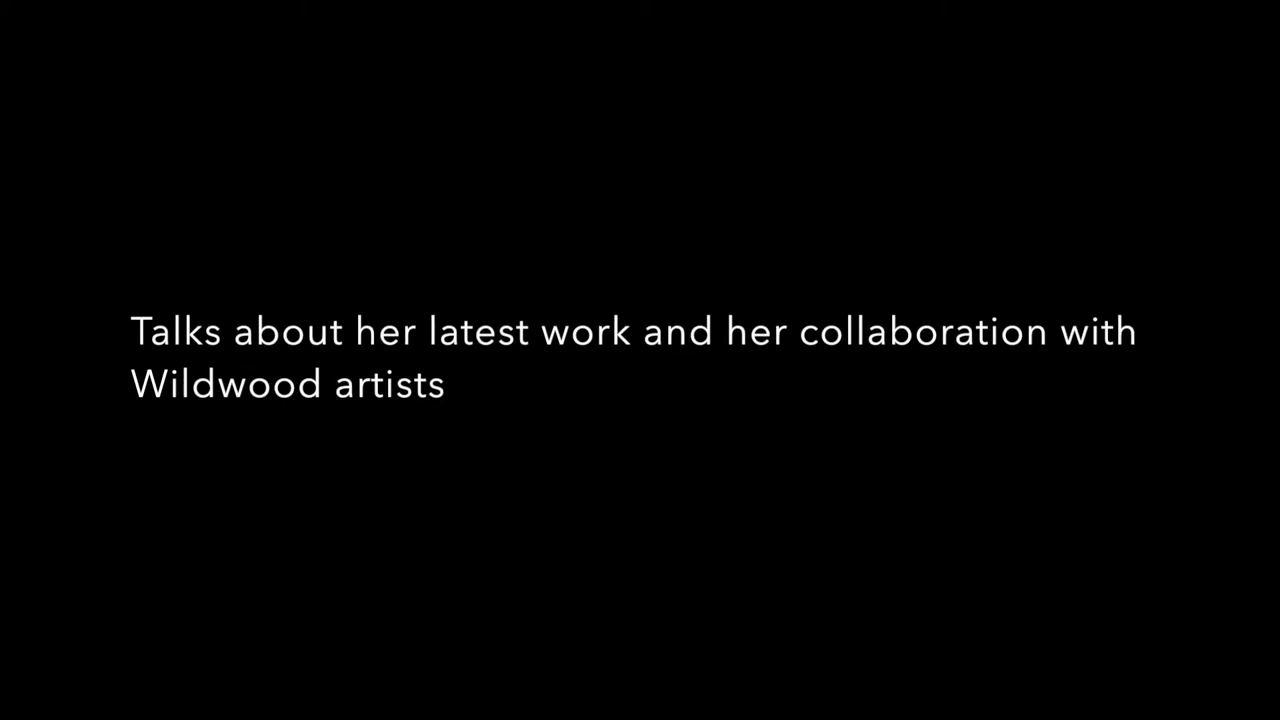 Talks about her latest work and her collaboration with
Wildwood artists